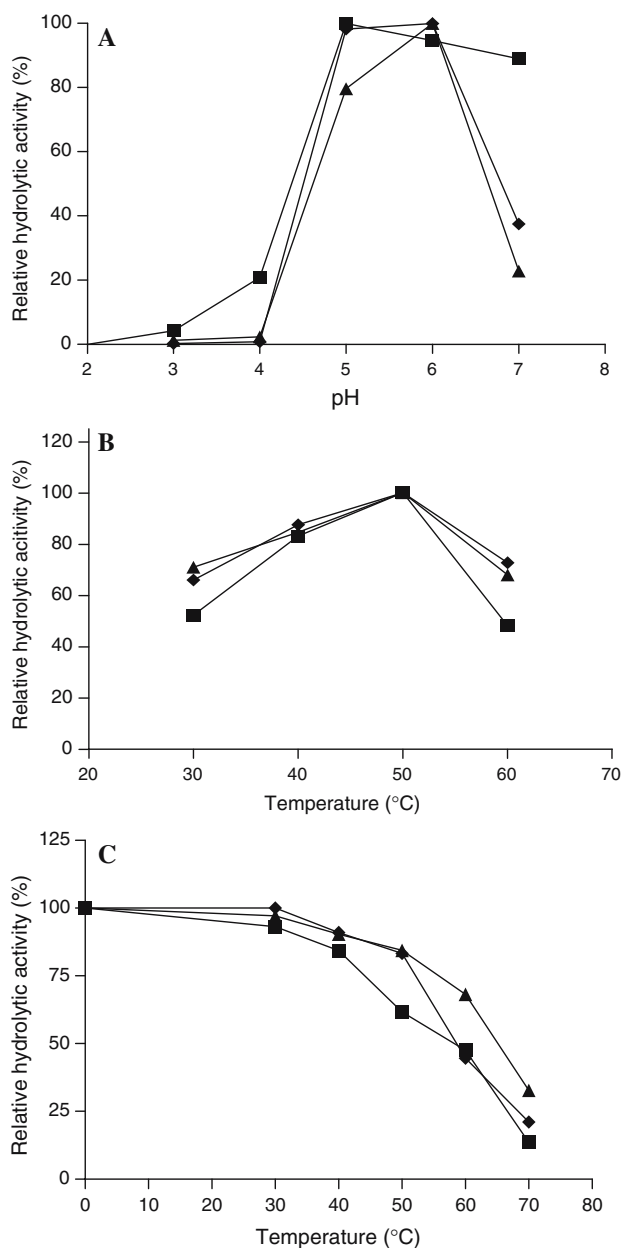 A
Relative hydrolytic activity (%)
100
80
60
40
20
0
2 3 4 5 6 7 8
pH
B
Relative hydrolytic acitivity (%)
120
100
80
60
40
20
0
20 30 40 50 60 70
Temperature (°C)
C
Relative hydrolytic activity (%)
125
100
75
50
25
0
0 10 20 30 40 50 60 70 80
Temperature (°C)